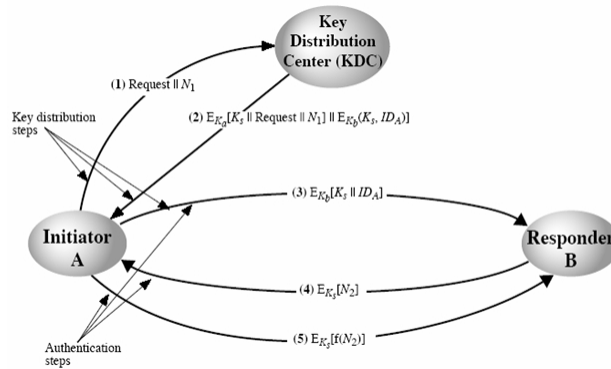 Key
Distribution
Center (KDC)
(1) Request || N1
Key distribution
steps
(2) EKa[Ks || Request || N1] || EKb(Ks, IDA)]
(3) EKb[Ks || IDA]
Initiator
A
Responder
B
(4) EKs[N2]
(5) EKs[f(N2)]
Authentication
steps